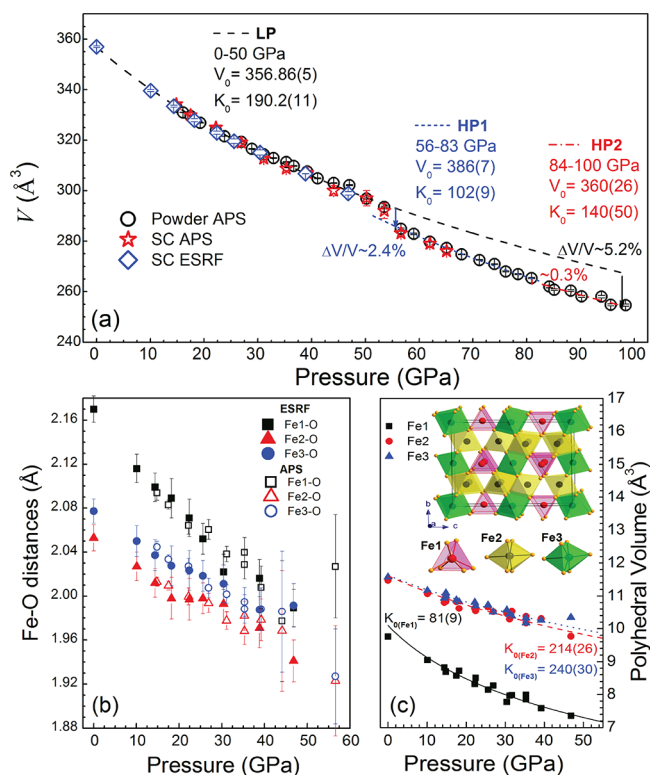 360
340
320
300
280
260
240
V (Å³)
LP
0-50 GPa
V₀= 356.86(5)
K₀ = 190.2(11)
HP1
56-83 GPa
V₀= 386(7)
K₀ = 102(9)
HP2
84-100 GPa
V₀= 360(26)
K₀ = 140(50)
Powder APS
SC APS
SC ESRF
ΔV/V~2.4%
ΔV/V~5.2%
~0.3%
(a)
0 10 20 30 40 50 60 70 80 90 100
Pressure (GPa)
2.16
2.12
2.08
2.04
2.00
1.96
1.92
1.88
Fe-O distances (Å)
ESRF
Fe1-O
Fe2-O
Fe3-O
APS
Fe1-O
Fe2-O
Fe3-O
(b)
0 10 20 30 40 50 60
Pressure (GPa)
Fe1
Fe2
Fe3
b
a
c
Fe1 Fe2 Fe3
K₀(Fe1) = 81(9)
K₀(Fe2) = 214(26)
K₀(Fe3) = 240(30)
(c)
17
16
15
14
13
12
11
10
9
8
7
Polyhedral Volume (Å³)
0 10 20 30 40 50
Pressure (GPa)